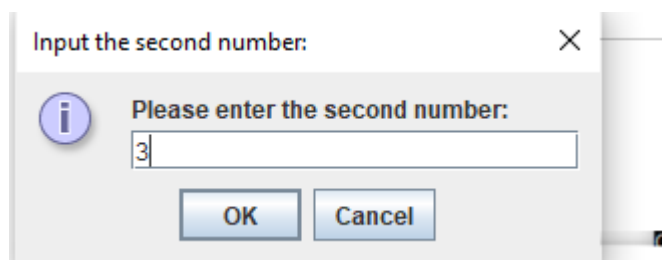 Input the second number:
Please enter the second number:
3
OK Cancel